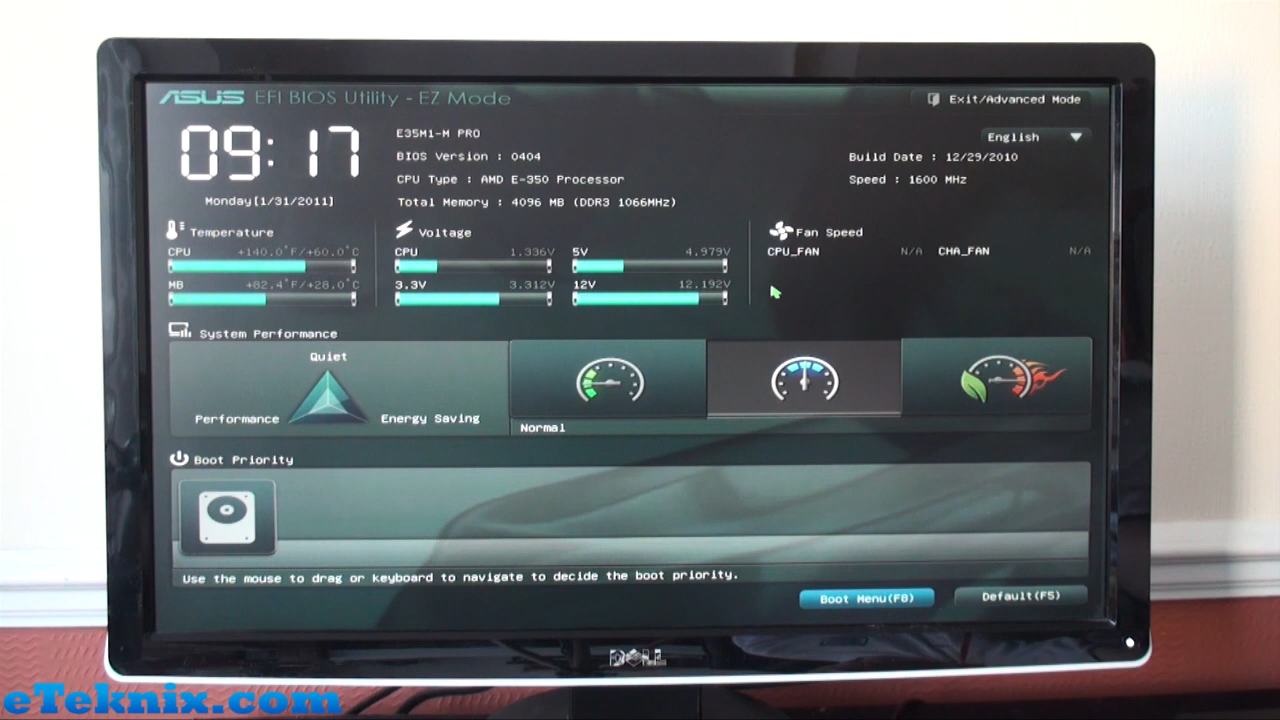 ASUS EFI BIOS Utility - EZ Mode
Exit/Advanced Mode
09:17
Monday[1/31/2011]
E35M1-M PRO
BIOS Version : 0404
CPU Type : AMD E-350 Processor
Total Memory : 4096 MB (DDR3 1066MHz)
English
Build Date : 12/29/2010
Speed : 1600 MHz
Temperature
CPU +140.0°F/+60.0°C
MB +82.4°F/+28.0°C
Voltage
CPU 1.336V 5V 4.979V
3.3V 3.312V 12V 12.192V
Fan Speed
CPU_FAN N/A CHA_FAN N/A
System Performance
Quiet
Performance
Energy Saving
Normal
Boot Priority
Use the mouse to drag or keyboard to navigate to decide the boot priority.
Boot Menu(F8)
Default(F5)
DELL
eTeknix.com